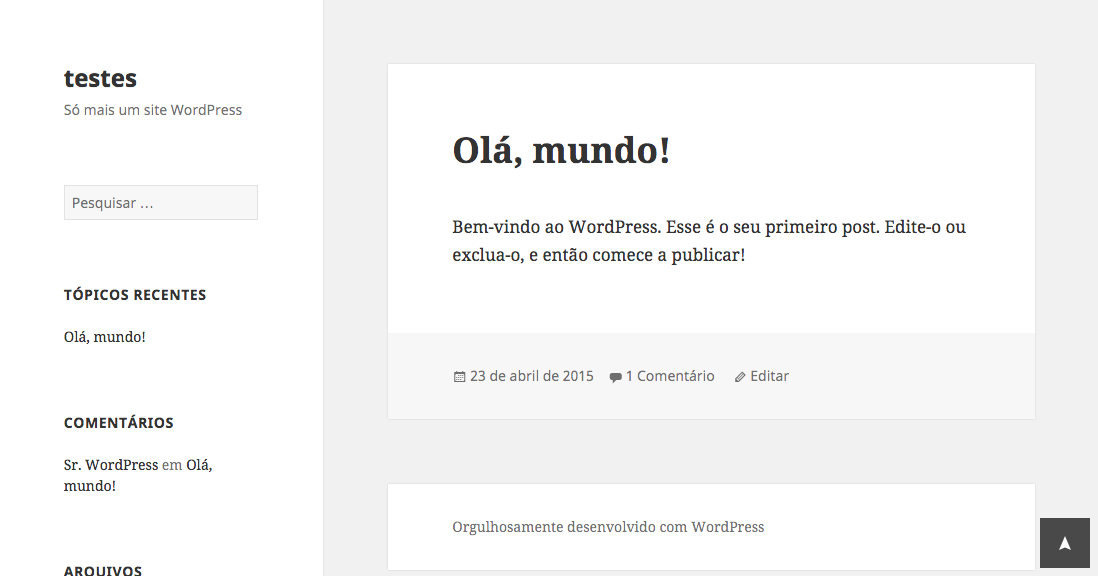 testes
Só mais um site WordPress
Pesquisar …
TÓPICOS RECENTES
Olá, mundo!
COMENTÁRIOS
Sr. WordPress em Olá,
mundo!
ARQUIVOS
Olá, mundo!
Bem-vindo ao WordPress. Esse é o seu primeiro post. Edite-o ou
exclua-o, e então comece a publicar!
23 de abril de 2015 1 Comentário Editar
Orgulhosamente desenvolvido com WordPress